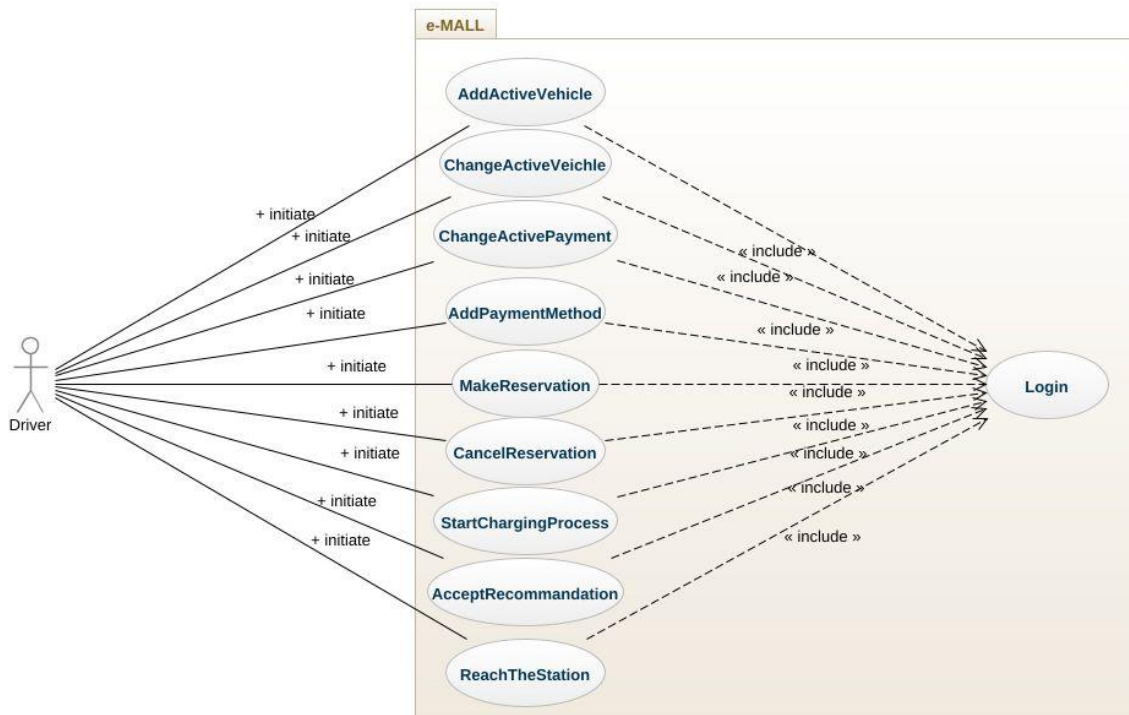 e-MALL
AddActiveVehicle
ChangeActiveVeichle
+ initiate
+ initiate
ChangeActivePayment
« include »
+ initiate
« include »
+ initiate
AddPaymentMethod
« include »
+ initiate
« include »
MakeReservation
Login
« include »
Driver
+ initiate
« include »
CancelReservation
+ initiate
« include »
« include »
+ initiate
StartChargingProcess
+ initiate
« include »
AcceptRecommandation
ReachTheStation